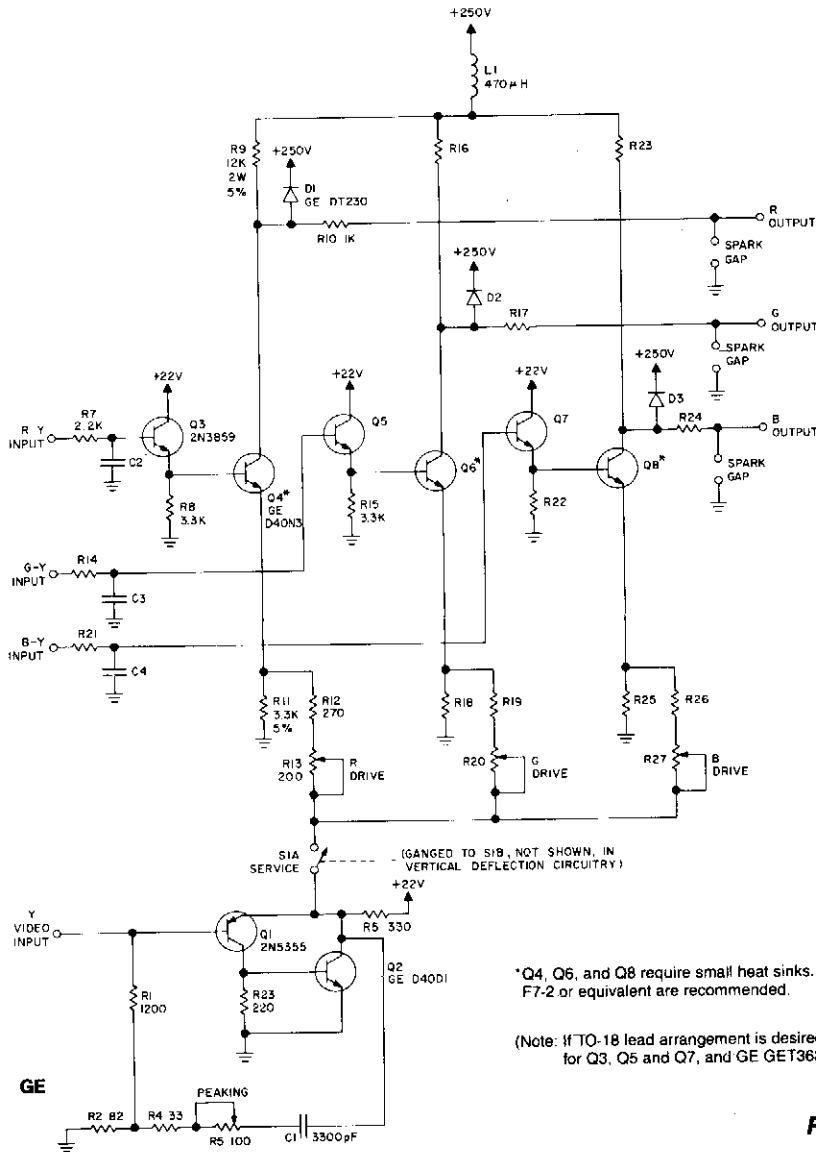 +250V
L1
470µH
R9
12K
2W
5%
+250V
D1
GE DT230
R10 1K
R16
R23
R
OUTPUT
SPARK
GAP
+250V
D2
R17
G
OUTPUT
SPARK
GAP
+250V
D3
R24
B
OUTPUT
SPARK
GAP
R-Y
INPUT
R7
2.2K
C2
+22V
Q3
2N3859
R8
3.3K
Q4*
GE
D40N3
+22V
Q5
R15
3.3K
Q6*
+22V
Q7
R22
Q8*
G-Y
INPUT
R14
C3
B-Y
INPUT
R21
C4
R11
3.3K
5%
R12
270
R13
200
R
DRIVE
R18
R19
R20
G
DRIVE
R25
R26
R27
B
DRIVE
S1A
SERVICE
(GANGED TO S1B, NOT SHOWN, IN
VERTICAL DEFLECTION CIRCUITRY)
+22V
R5 330
Y
VIDEO
INPUT
Q1
2N5355
Q2
GE D40D1
R23
220
R1
1200
*Q4, Q6, and Q8 require small heat sinks.
F7-2 or equivalent are recommended.
(Note: If TO-18 lead arrangement is desired
for Q3, Q5 and Q7, and GE
GE
PEAKING
R2 82
R4 33
R5 100
C1
3300pF